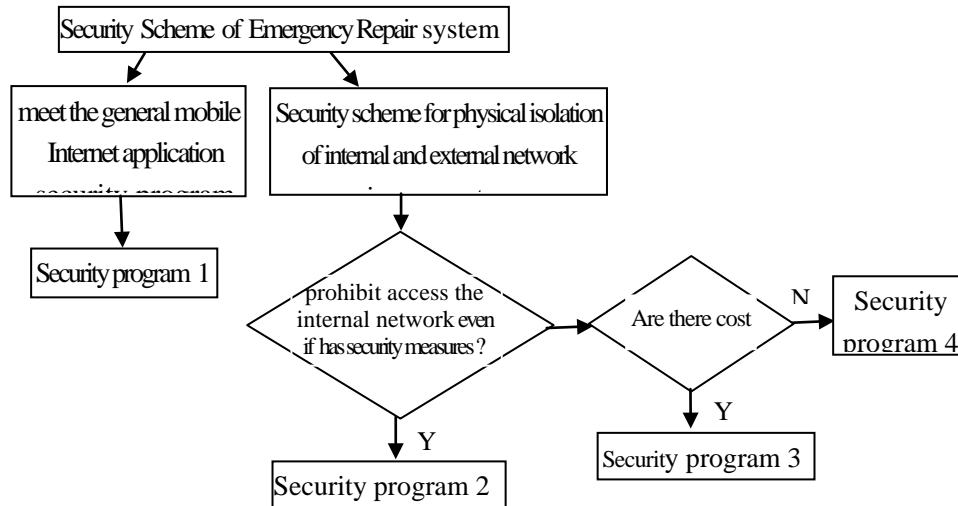 Security Scheme of Emergency Repair system
meet the general mobile
Internet application
security program
Security scheme for physical isolation
of internal and external network
Security program 1
prohibit access the
internal network even
if has security measures ?
Are there cost
N
Security
program 4
Y
Security program 2
Y
Security program 3